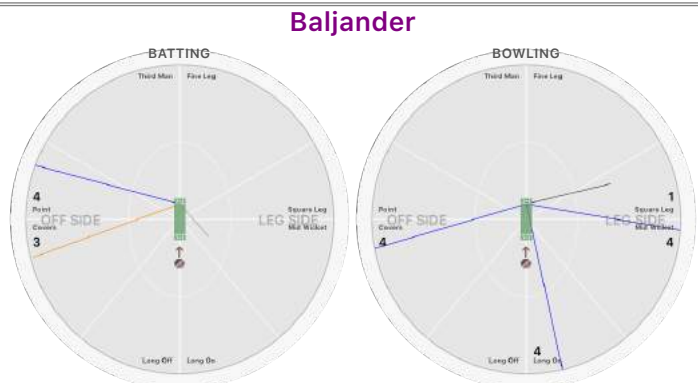 Baljander
BATTING
Third Man Fine Leg
4
Point
OFF SIDE
Covers
3
Square Leg
LEG SIDE
Mid Wicket
Long Off Long On
BOWLING
Third Man Fine Leg
Point
OFF SIDE
Covers
4
1
Square Leg
LEG SIDE
Mid Wicket
4
4
Long Off Long On